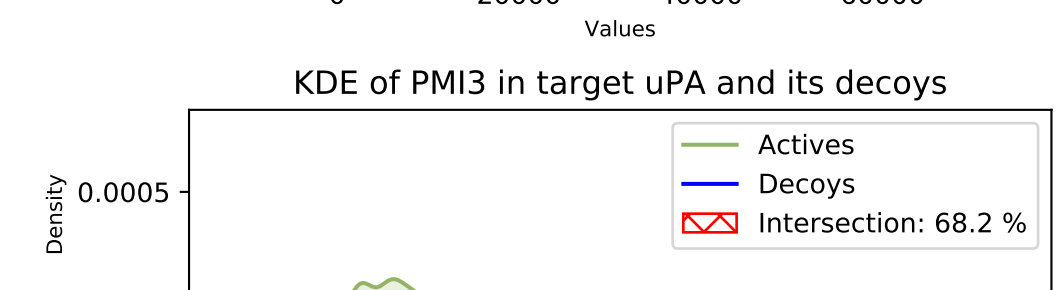 Values
KDE of PMI3 in target uPA and its decoys
Actives
Decoys
Intersection: 68.2 %
0.0005
Density